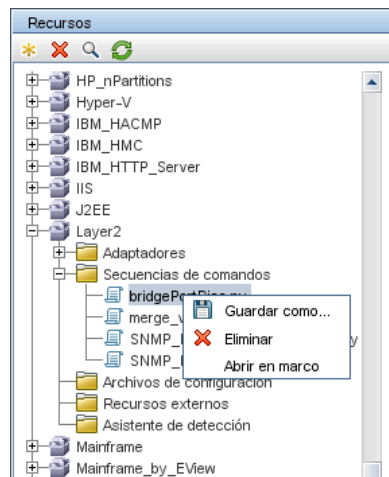 Recursos
HP_nPartitions
Hyper-V
IBM_HACMP
IBM_HMC
IBM_HTTP_Server
IIS
J2EE
Layer2
Adaptadores
Secuencias de comandos
Guardar como...
Eliminar
Abrir en marco
Archivos de configuración
Recursos externos
Asistente de detección
Mainframe
Mainframe_by_EView